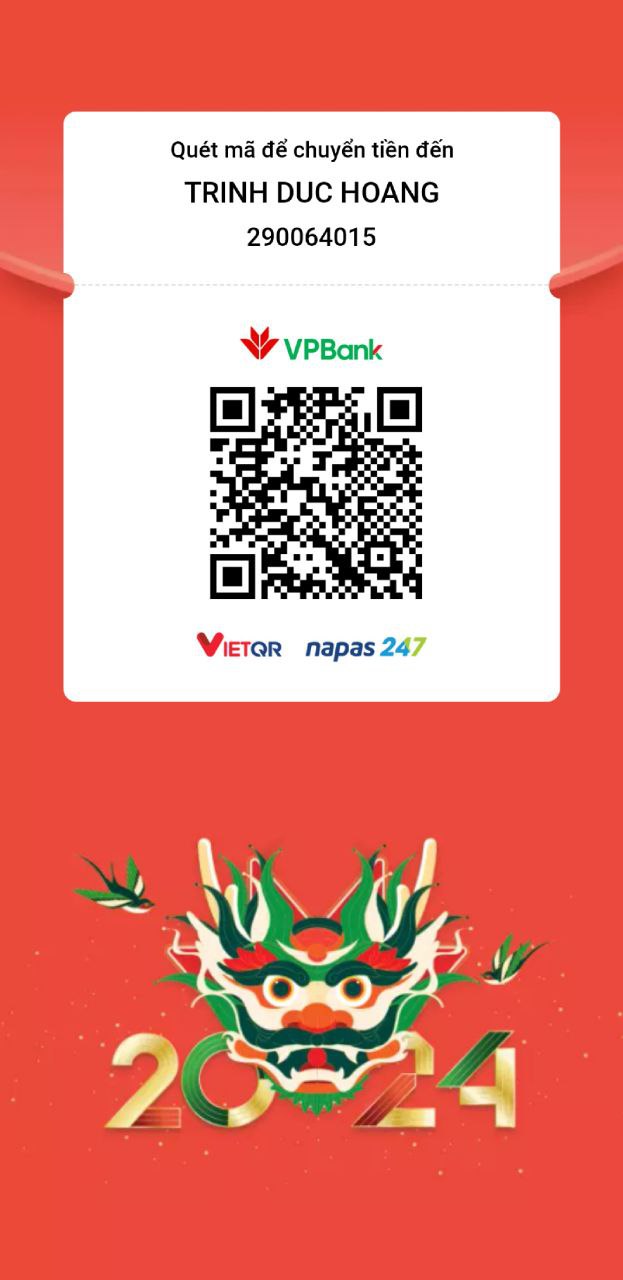 Quét mã để chuyển tiền đến
TRINH DUC HOANG
290064015
VPBank
VIETQR napas 247
2024